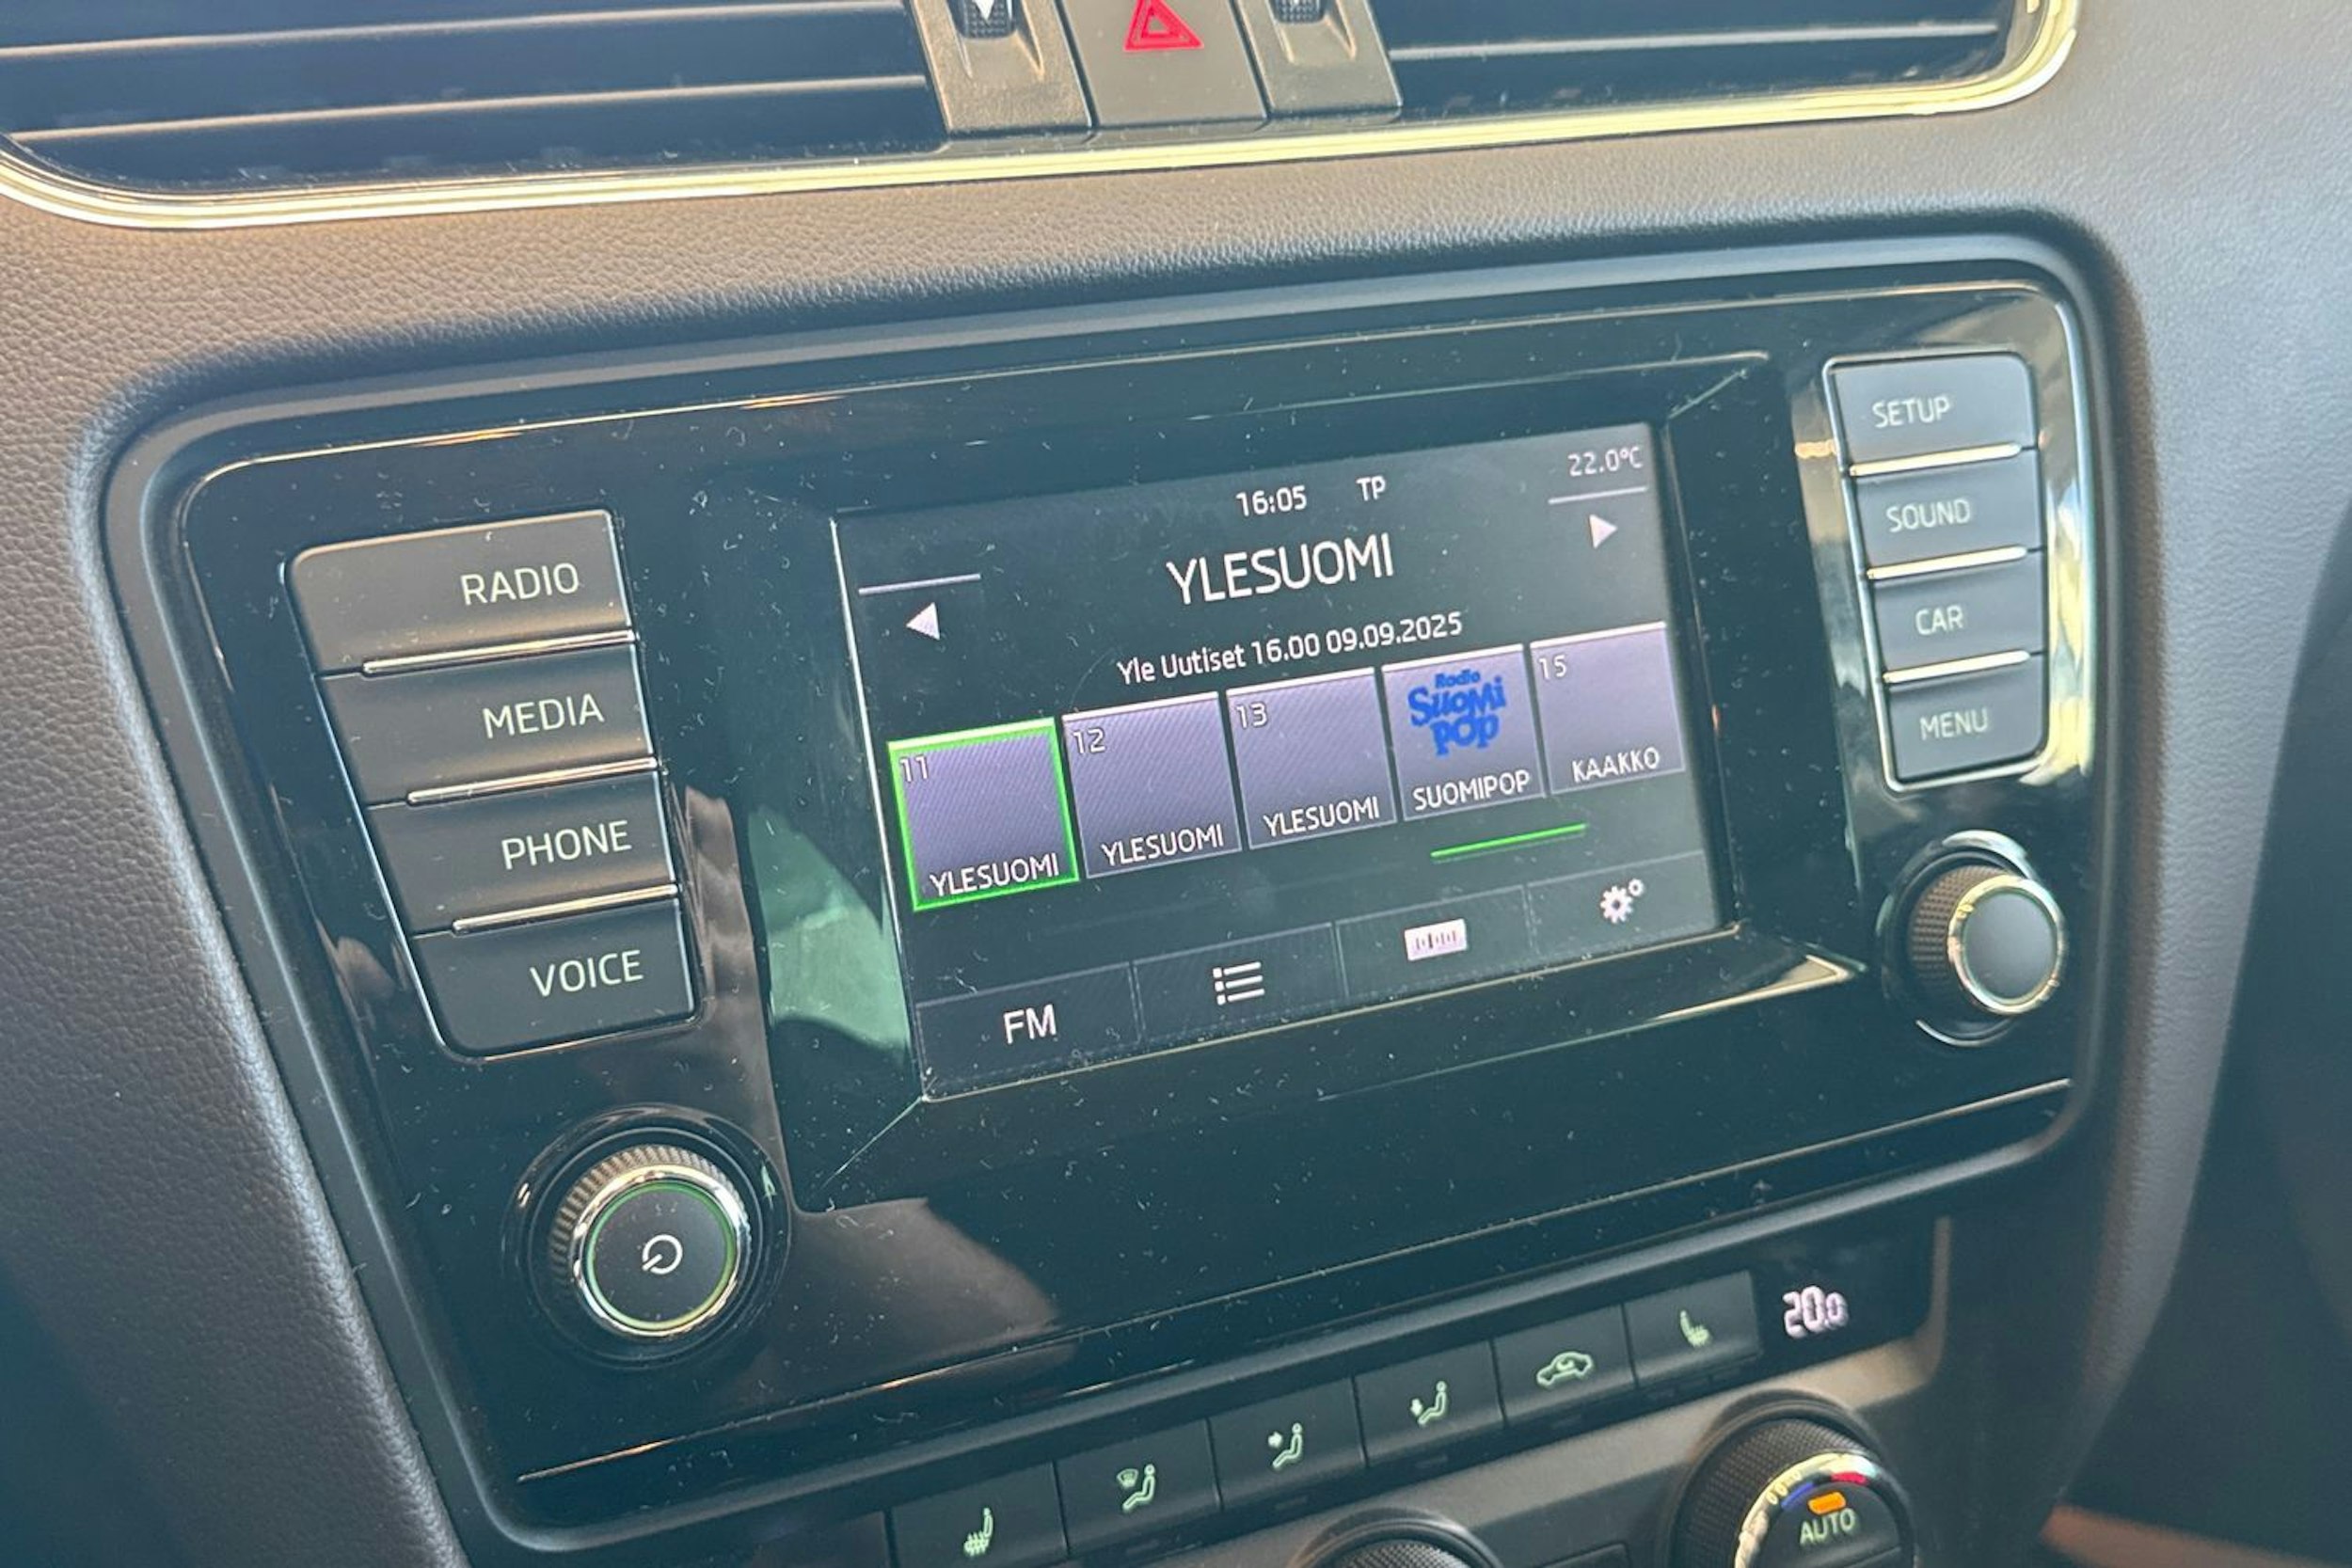 RADIO
MEDIA
PHONE
VOICE
16:05 TP 22.0°C
YLESUOMI
Yle Uutiset 16.00 09.09.2025
11
YLESUOMI
12
YLESUOMI
13
YLESUOMI
Radio
SuoMi
POP
SUOMIPOP
15
KAAKKO
FM
SETUP
SOUND
CAR
MENU
20.0
AUTO